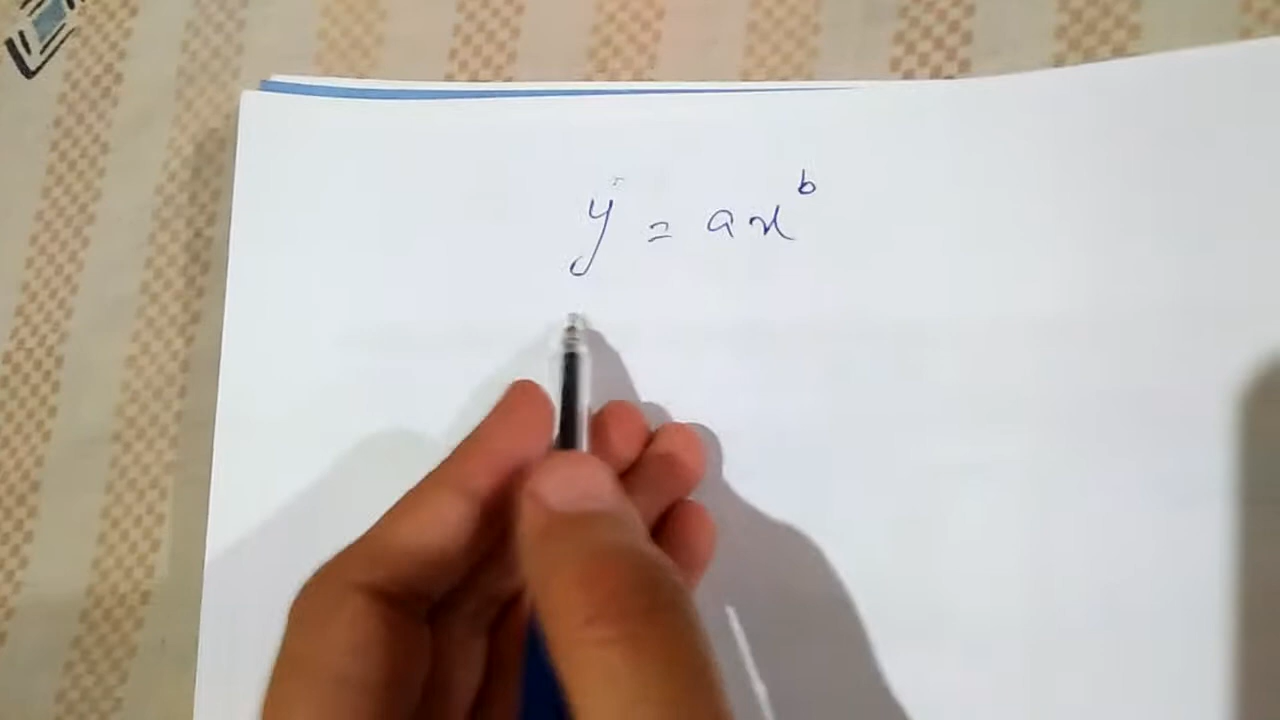 y = ax^b